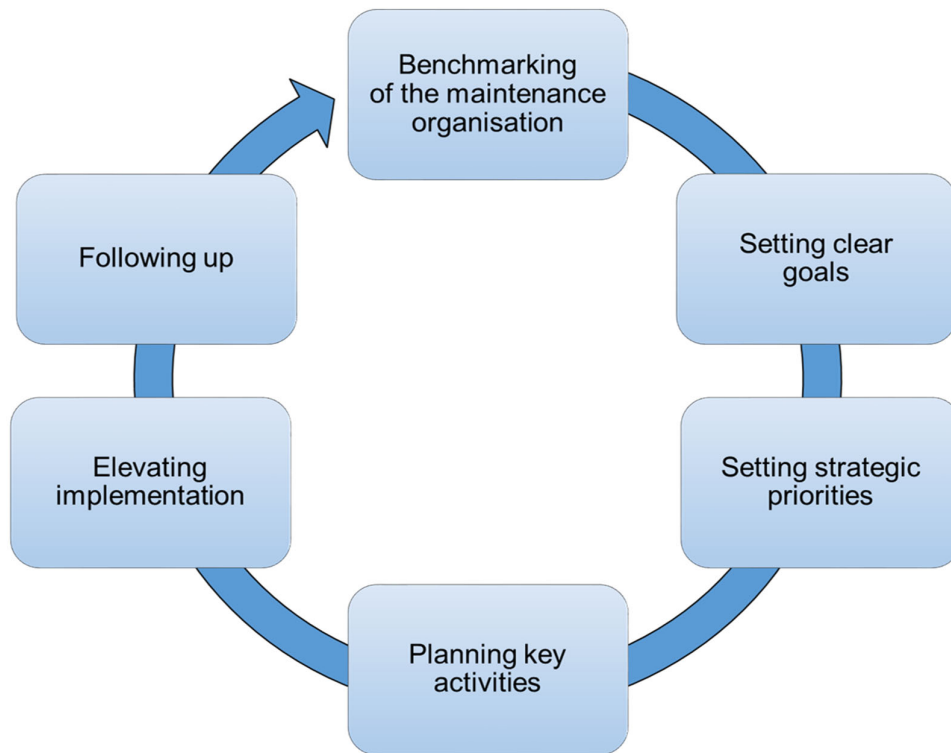 Benchmarking
of the maintenance
organisation
Setting clear
goals
Setting strategic
priorities
Planning key
activities
Elevating
implementation
Following up